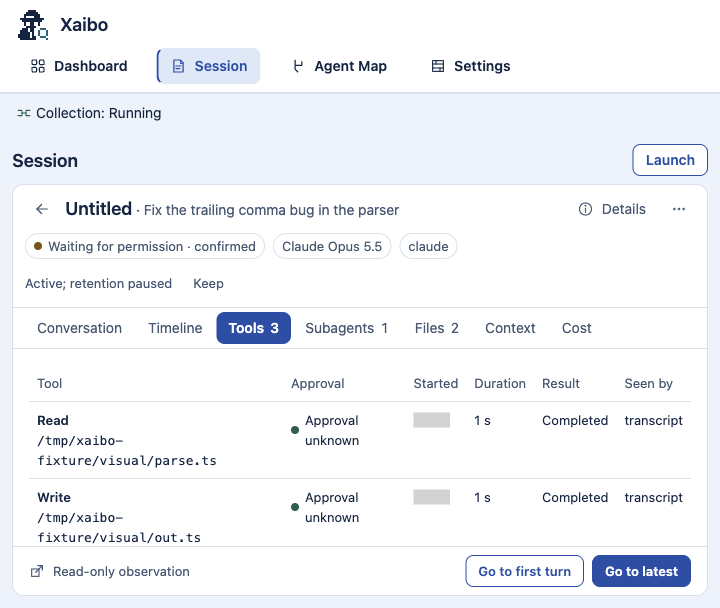 Xaibo
Dashboard Session Agent Map Settings
Collection: Running
Session Launch
Untitled · Fix the trailing comma bug in the parser Details ···
Waiting for permission · confirmed Claude Opus 5.5 claude
Active; retention paused Keep
Conversation Timeline Tools 3 Subagents 1 Files 2 Context Cost
Tool Approval Started Duration Result Seen by
Read Approval unknown 1 s Completed transcript
/tmp/xaibo-
fixture/visual/parse.ts
Write Approval unknown 1 s Completed transcript
/tmp/xaibo-
fixture/visual/out.ts
Read-only observation Go to first turn Go to latest